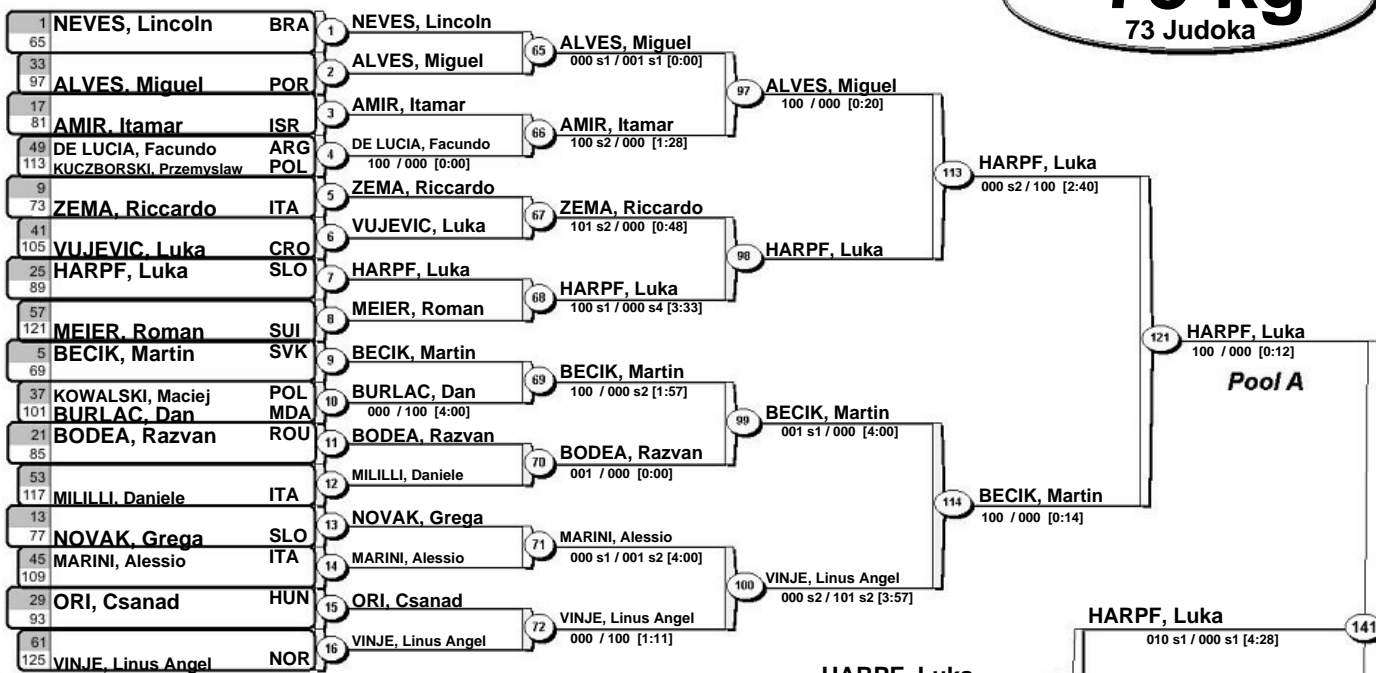 73 kg
73 Judoka
1 NEVES, Lincoln BRA
65
33
97 ALVES, Miguel POR
17
81 AMIR, Itamar ISR
49 DE LUCIA, Facundo ARG
113 KUCZBORSKI, Przemyslaw POL
9
73 ZEMA, Riccardo ITA
41
105 VUJEVIC, Luka CRO
25 HARPF, Luka SLO
89
57
121 MEIER, Roman SUI
5 BECIK, Martin SVK
69
37 KOWALSKI, Maciej POL
101 BURLAC, Dan MDA
21 BODEA, Razvan ROU
85
53
117 MILILLI, Daniele ITA
13
77 NOVAK, Grega SLO
45 MARINI, Alessio ITA
109
29 ORI, Csanad HUN
93
61
125 VINJE, Linus Angel NOR
1 NEVES, Lincoln
2 ALVES, Miguel
3 AMIR, Itamar
4 DE LUCIA, Facundo
100 / 000 [0:00]
5 ZEMA, Riccardo
6 VUJEVIC, Luka
7 HARPF, Luka
8 MEIER, Roman
9 BECIK, Martin
10 BURLAC, Dan
000 / 100 [4:00]
11 BODEA, Razvan
12 MILILLI, Daniele
13 NOVAK, Grega
14 MARINI, Alessio
15 ORI, Csanad
16 VINJE, Linus Angel
65 ALVES, Miguel
000 s1 / 001 s1 [0:00]
66 AMIR, Itamar
100 s2 / 000 [1:28]
67 ZEMA, Riccardo
101 s2 / 000 [0:48]
68 HARPF, Luka
100 s1 / 000 s4 [3:33]
69 BECIK, Martin
100 / 000 s2 [1:57]
70 BODEA, Razvan
001 / 000 [0:00]
71 MARINI, Alessio
000 s1 / 001 s2 [4:00]
72 VINJE, Linus Angel
000 / 100 [1:11]
97 ALVES, Miguel
100 / 000 [0:20]
98 HARPF, Luka
99 BECIK, Martin
001 s1 / 000 [4:00]
100 VINJE, Linus Angel
000 s2 / 101 s2 [3:57]
113 HARPF, Luka
000 s2 / 100 [2:40]
114 BECIK, Martin
100 / 000 [0:14]
121 HARPF, Luka
100 / 000 [0:12]
Pool A
HARPF, Luka
010 s1 / 000 s1 [4:28]
141
HARPF, Luka